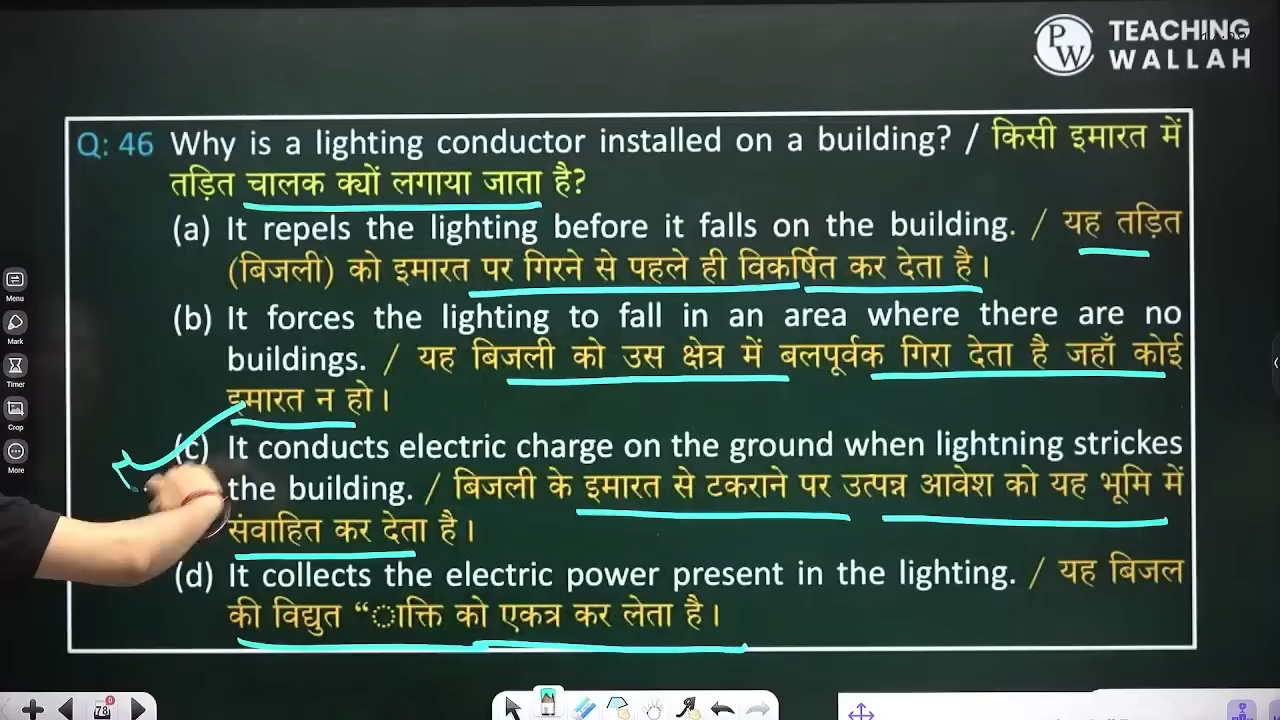 TEACHING
WALLAH
PW
Q: 46 Why is a lighting conductor installed on a building? / किसी इमारत में
तड़ित चालक क्यों लगाया जाता है?
(a) It repels the lighting before it falls on the building. / यह तड़ित
(बिजली) को इमारत पर गिरने से पहले ही विकर्षित कर देता है।
(b) It forces the lighting to fall in an area where there are no
buildings. / यह बिजली को उस क्षेत्र में बलपूर्वक गिरा देता है जहाँ कोई
इमारत न हो।
(c) It conducts electric charge on the ground when lightning strickes
the building. / बिजली के इमारत से टकराने पर उत्पन्न आवेश को यह भूमि में
संवाहित कर देता है।
(d) It collects the electric power present in the lighting. / यह बिजल
की विद्युत “ाक्ति को एकत्र कर लेता है।
Menu
Mark
Timer
Crop
More
78